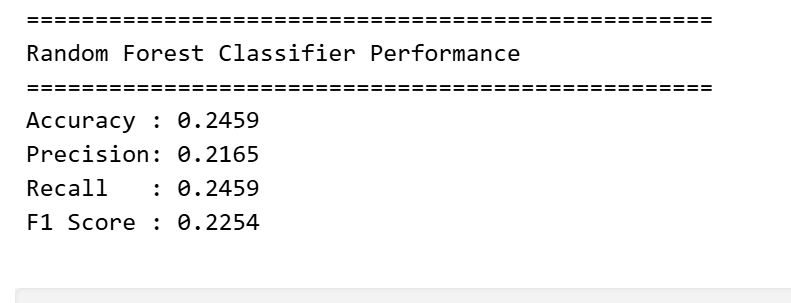 ==================================================
Random Forest Classifier Performance
==================================================
Accuracy : 0.2459
Precision: 0.2165
Recall   : 0.2459
F1 Score : 0.2254